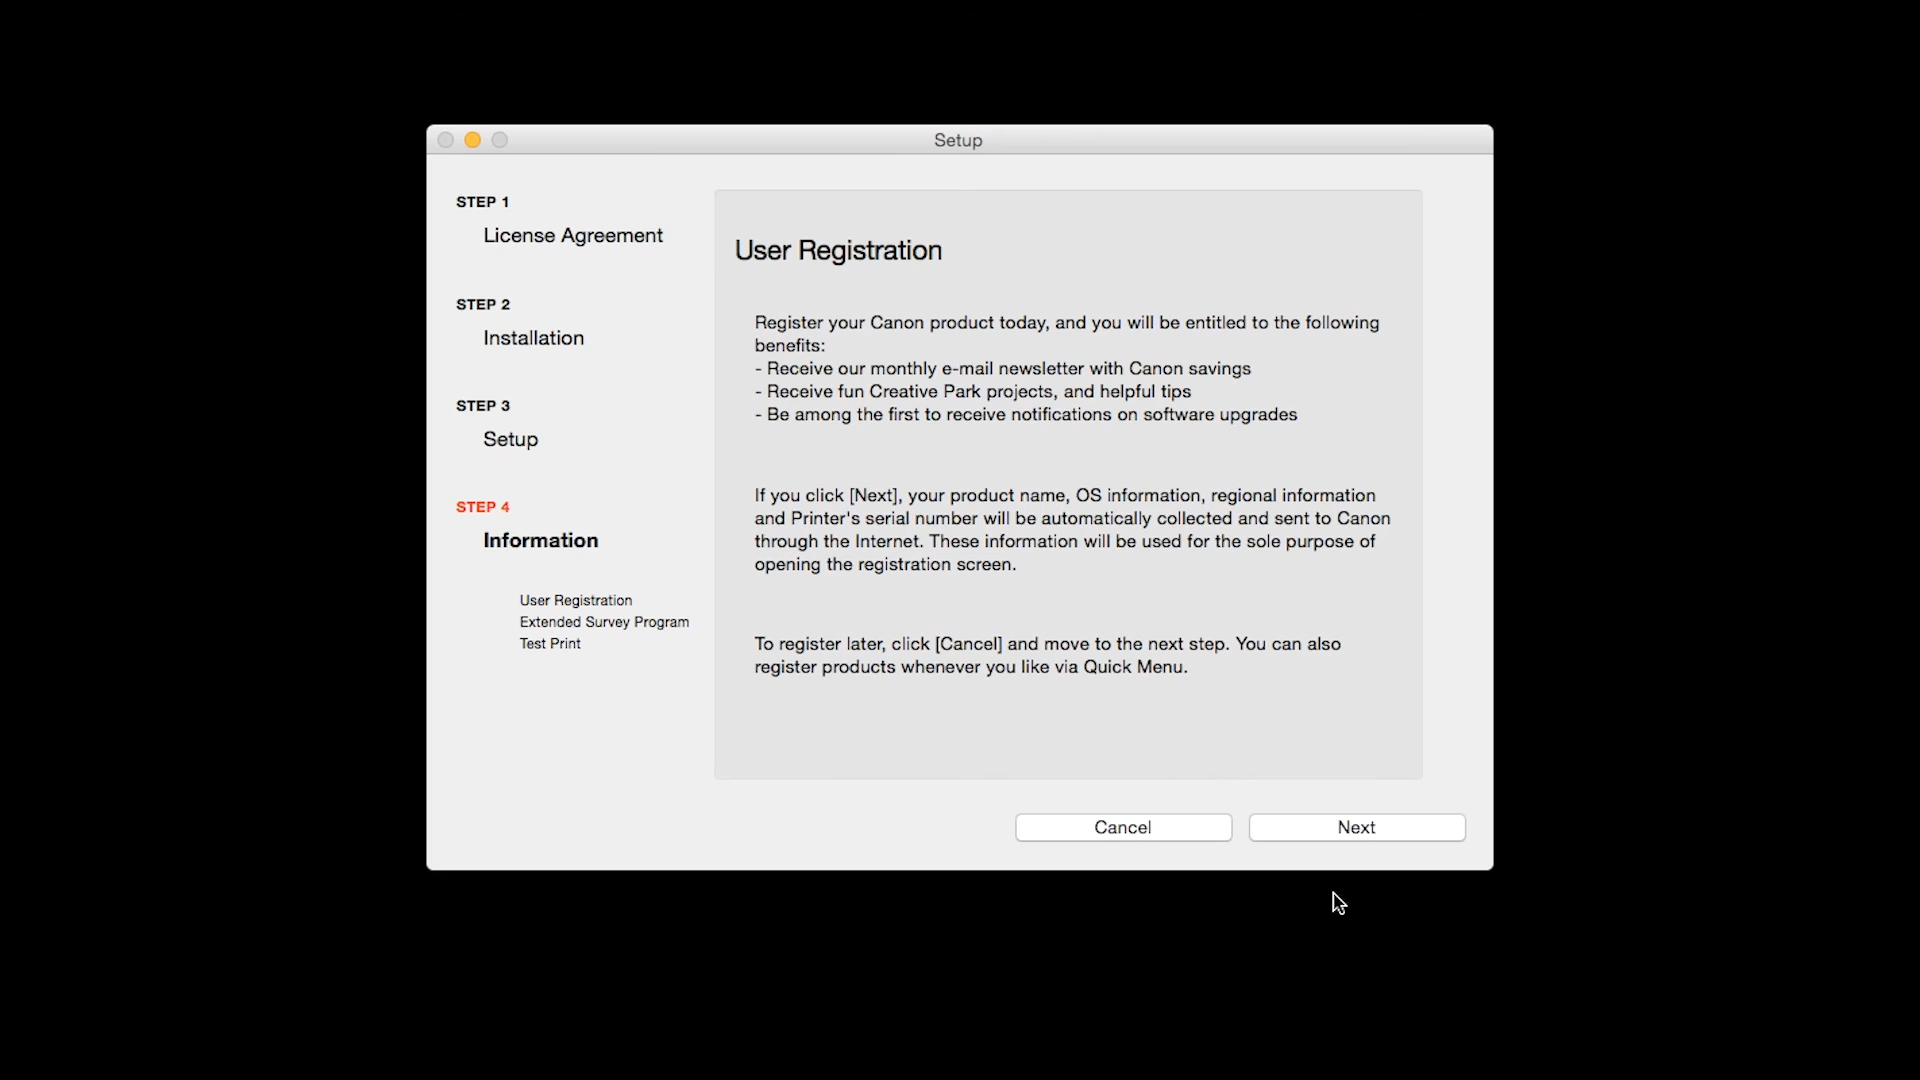 Setup
STEP 1
License Agreement
STEP 2
Installation
STEP 3
Setup
STEP 4
Information
User Registration
Extended Survey Program
Test Print
User Registration
Register your Canon product today, and you will be entitled to the following
benefits:
- Receive our monthly e-mail newsletter with Canon savings
- Receive fun Creative Park projects, and helpful tips
- Be among the first to receive notifications on software upgrades
If you click [Next], your product name, OS information, regional information
and Printer's serial number will be automatically collected and sent to Canon
through the Internet. These information will be used for the sole purpose of
opening the registration screen.
To register later, click [Cancel] and move to the next step. You can also
register products whenever you like via Quick Menu.
Cancel
Next